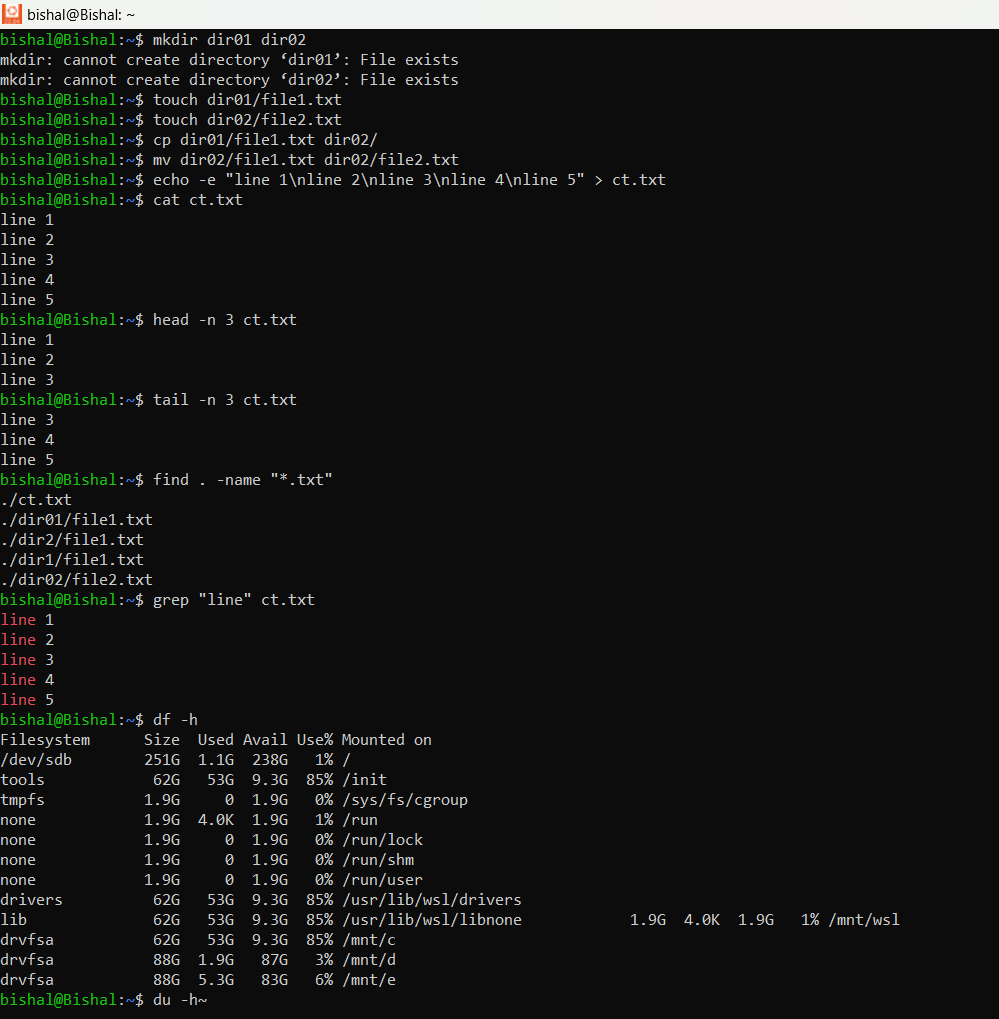 bishal@Bishal: ~
bishal@Bishal:~$ mkdir dir01 dir02
mkdir: cannot create directory ‘dir01’: File exists
mkdir: cannot create directory ‘dir02’: File exists
bishal@Bishal:~$ touch dir01/file1.txt
bishal@Bishal:~$ touch dir02/file2.txt
bishal@Bishal:~$ cp dir01/file1.txt dir02/
bishal@Bishal:~$ mv dir02/file1.txt dir02/file2.txt
bishal@Bishal:~$ echo -e "line 1\nline 2\nline 3\nline 4\nline 5" > ct.txt
bishal@Bishal:~$ cat ct.txt
line 1
line 2
line 3
line 4
line 5
bishal@Bishal:~$ head -n 3 ct.txt
line 1
line 2
line 3
bishal@Bishal:~$ tail -n 3 ct.txt
line 3
line 4
line 5
bishal@Bishal:~$ find . -name "*.txt"
./ct.txt
./dir01/file1.txt
./dir2/file1.txt
./dir1/file1.txt
./dir02/file2.txt
bishal@Bishal:~$ grep "line" ct.txt
line 1
line 2
line 3
line 4
line 5
bishal@Bishal:~$ df -h
Filesystem      Size  Used Avail Use% Mounted on
/dev/sdb        251G  1.1G  238G   1% /
tools            62G   53G  9.3G  85% /init
tmpfs           1.9G     0  1.9G   0% /sys/fs/cgroup
none            1.9G  4.0K  1.9G   1% /run
none            1.9G     0  1.9G   0% /run/lock
none            1.9G     0  1.9G   0% /run/shm
none            1.9G     0  1.9G   0% /run/user
drivers          62G   53G  9.3G  85% /usr/lib/wsl/drivers
lib              62G   53G  9.3G  85% /usr/lib/wsl/libnone            1.9G  4.0K  1.9G   1% /mnt/wsl
drvfsa           62G   53G  9.3G  85% /mnt/c
drvfsa           88G  1.9G   87G   3% /mnt/d
drvfsa           88G  5.3G   83G   6% /mnt/e
bishal@Bishal:~$ du -h~